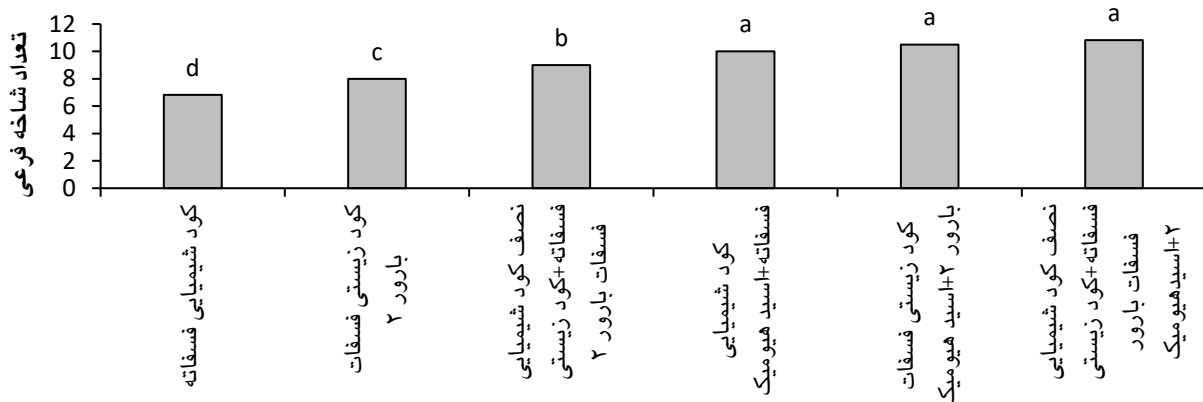 تعداد شاخه فرعی
12
10
8
6
4
2
0
d
c
b
a
a
a
کود شیمیایی فسفاته
کود زیستی فسفات
بارور ۲
نصف کود شیمیایی
فسفاته+کود زیستی
فسفات بارور ۲
کود شیمیایی
فسفاته+اسید هیومیک
کود زیستی فسفات
بارور ۲+اسید هیومیک
نصف کود شیمیایی
فسفاته+کود زیستی
فسفات بارور
۲+اسیدهیومیک